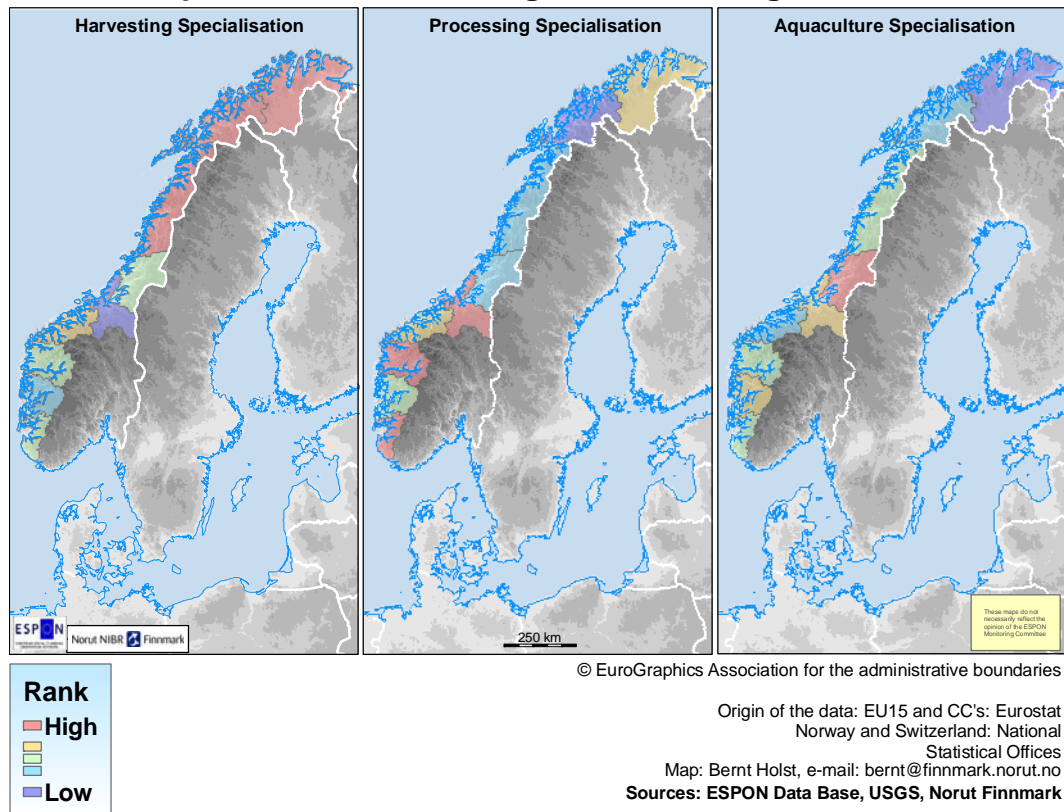 Harvesting Specialisation
Processing Specialisation
Aquaculture Specialisation
ESPON
Norut NIBR Finnmark
250 km
These maps do not
necessarily reflect the
opinion of the ESPON
Monitoring Committee
© EuroGraphics Association for the administrative boundaries
Rank
High
Low
Origin of the data: EU15 and CC's: Eurostat
Norway and Switzerland: National
Statistical Offices
Map: Bernt Holst, e-mail: bernt@finnmark.norut.no
Sources: ESPON Data Base, USGS, Norut Finnmark